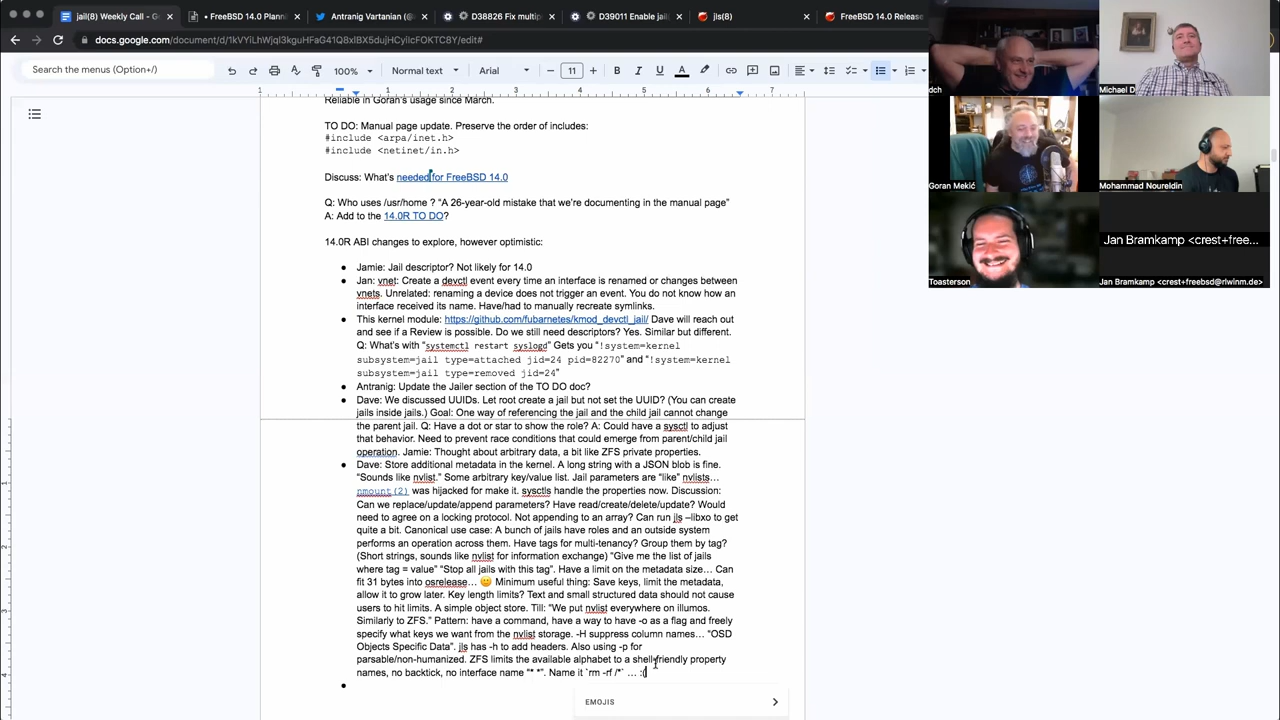 jail(8) Weekly Call - G
FreeBSD 14.0 Plann
Antranig Vartanian (@
D38826 Fix multip
D39011 Enable jail
jls(8)
FreeBSD 14.0 Releas
docs.google.com/document/d/1kVYiLhWjqI3kguHFaG41Q8xIBX5dujHCyiIcFOKTC8Y/edit#
Search the menus (Option+/)
100%
Normal text
Arial
11
1 1 2 3 4 5 6 7
Reliable in Goran's usage since March.
TO DO: Manual page update. Preserve the order of includes:
#include <arpa/inet.h>
#include <netinet/in.h>
Discuss: What's needed for FreeBSD 14.0
Q: Who uses /usr/home ? “A 26-year-old mistake that we're documenting in the manual page”
A: Add to the 14.0R TO DO?
14.0R ABI changes to explore, however optimistic:
● Jamie: Jail descriptor? Not likely for 14.0
● Jan: vnet: Create a devctl event every time an interface is renamed or changes between
vnets. Unrelated: renaming a device does not trigger an event. You do not know how an
interface received its name. Have/had to manually recreate symlinks.
● This kernel module: https://github.com/fubarnetes/kmod_devctl_jail/ Dave will reach out
and see if a Review is possible. Do we still need descriptors? Yes. Similar but different.
Q: What's with “systemctl restart syslogd” Gets you “!system=kernel
subsystem=jail type=attached jid=24 pid=82270” and “!system=kernel
subsystem=jail type=removed jid=24”
● Antranig: Update the Jailer section of the TO DO doc?
● Dave: We discussed UUIDs. Let root create a jail but not set the UUID? (You can create
jails inside jails.) Goal: One way of referencing the jail and the child jail cannot change
the parent jail. Q: Have a dot or star to show the role? A: Could have a sysctl to adjust
that behavior. Need to prevent race conditions that could emerge from parent/child jail
operation. Jamie: Thought about arbitrary data, a bit like ZFS private properties.
● Dave: Store additional metadata in the kernel. A long string with a JSON blob is fine.
“Sounds like nvlist.” Some arbitrary key/value list. Jail parameters are “like” nvlists…
nmount(2) was hijacked for make it. sysctls handle the properties now. Discussion:
Can we replace/update/append parameters? Have read/create/delete/update? Would
need to agree on a locking protocol. Not appending to an array? Can run jls –libxo to get
quite a bit. Canonical use case: A bunch of jails have roles and an outside system
performs an operation across them. Have tags for multi-tenancy? Group them by tag?
(Short strings, sounds like nvlist for information exchange) “Give me the list of jails
where tag = value” “Stop all jails with this tag”. Have a limit on the metadata size… Can
fit 31 bytes into osrelease… 😀 Minimum useful thing: Save keys, limit the metadata,
allow it to grow later. Key length limits? Text and small structured data should not cause
users to hit limits. A simple object store. Till: “We put nvlist everywhere on illumos.
Similarly to ZFS.” Pattern: have a command, have a way to have -o as a flag and freely
specify what keys we want from the nvlist storage. -H suppress column names… “OSD
Objects Specific Data”. jls has -h to add headers. Also using -p for
parsable/non-humanized. ZFS limits the available alphabet to a shell-friendly property
names, no backtick, no interface name “* *”. Name it `rm -rf /*` … :(
●
EMOJIS
1
2
3
4
dch
Michael D
Goran Mekić
Mohammad Noureldin
Toasterson
Jan Bramkamp <crest+free...
Jan Bramkamp <crest+freebsd@rlwinm.de>